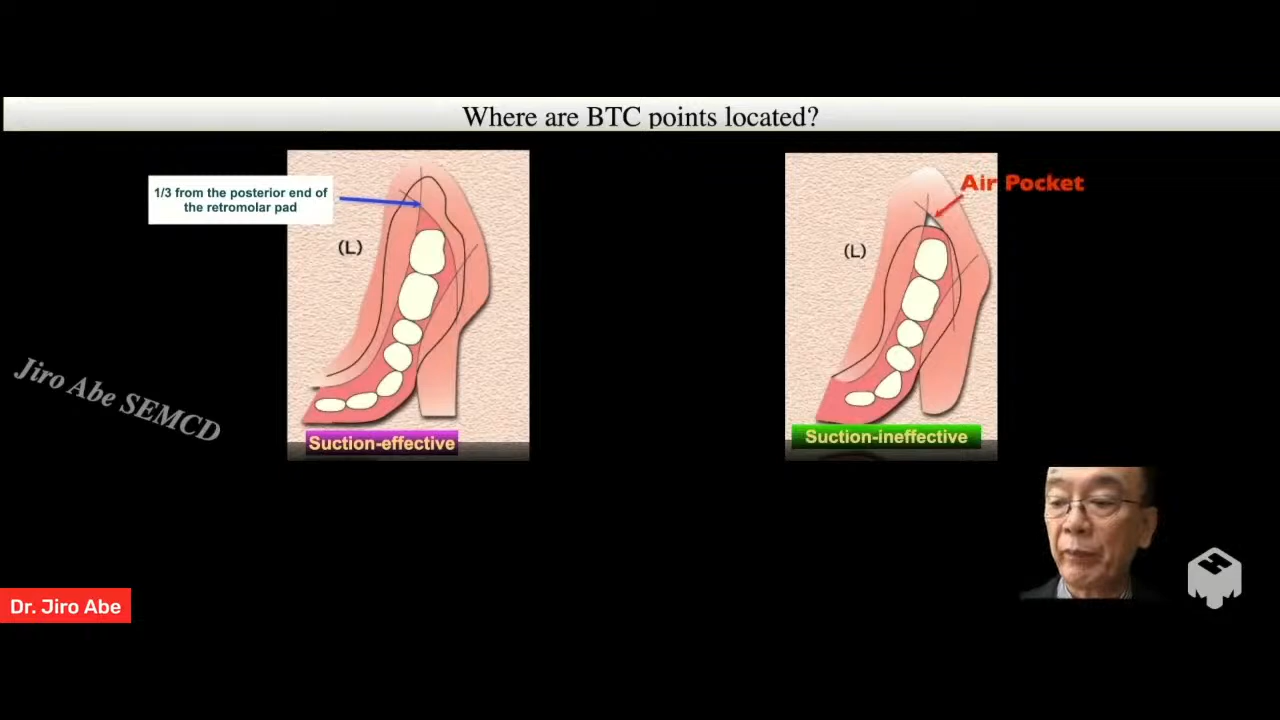 Where are BTC points located?
1/3 from the posterior end of
the retromolar pad
Air Pocket
(L)
(L)
Jiro Abe SEMCD
Suction-effective
Suction-ineffective
Dr. Jiro Abe